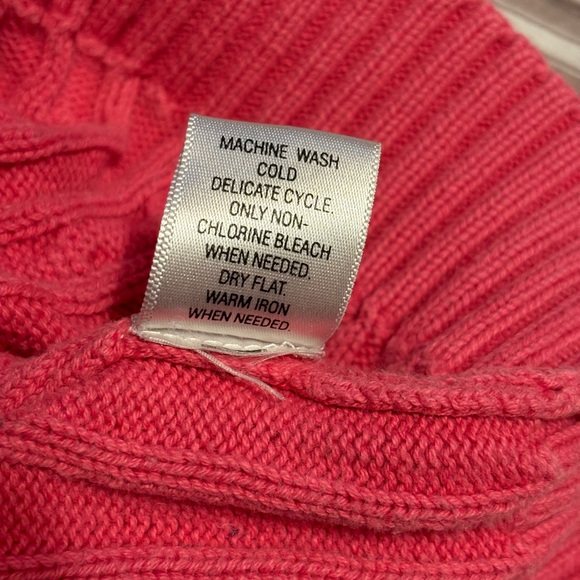 MACHINE WASH
COLD
DELICATE CYCLE.
ONLY NON-
CHLORINE BLEACH
WHEN NEEDED.
DRY FLAT
WARM IRON
WHEN NEEDED.